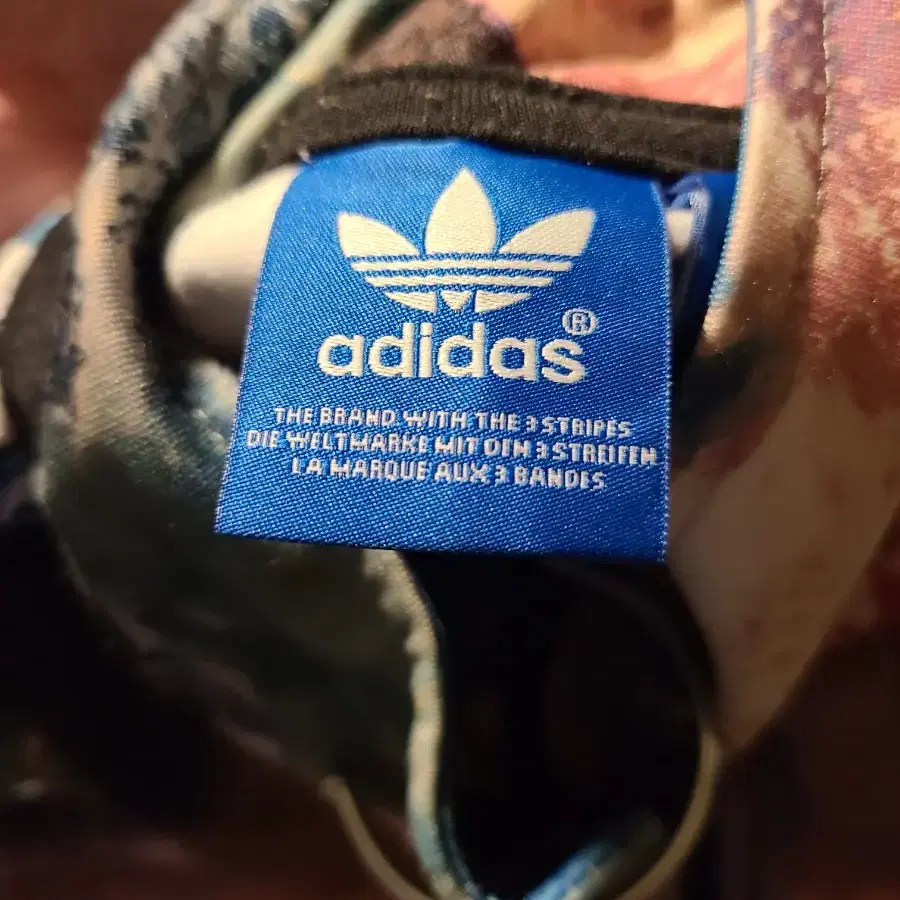 adidas®
THE BRAND WITH THE 3 STRIPES
DIE WELTMARKE MIT DEN 3 STREIFEN
LA MARQUE AUX 3 BANDES